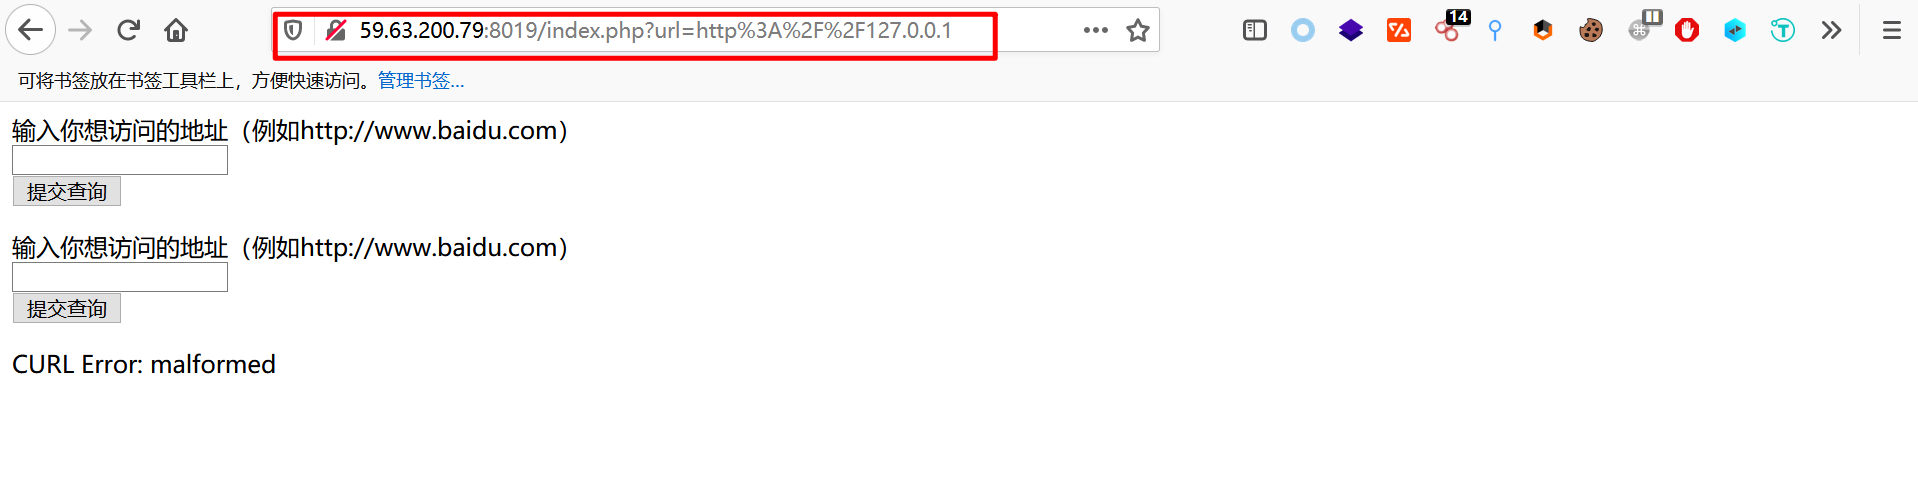 59.63.200.79:8019/index.php?url=http%3A%2F%2F127.0.0.1
14
可将书签放在书签工具栏上，方便快速访问。管理书签...
输入你想访问的地址（例如http://www.baidu.com）
提交查询
输入你想访问的地址（例如http://www.baidu.com）
提交查询
CURL Error: malformed